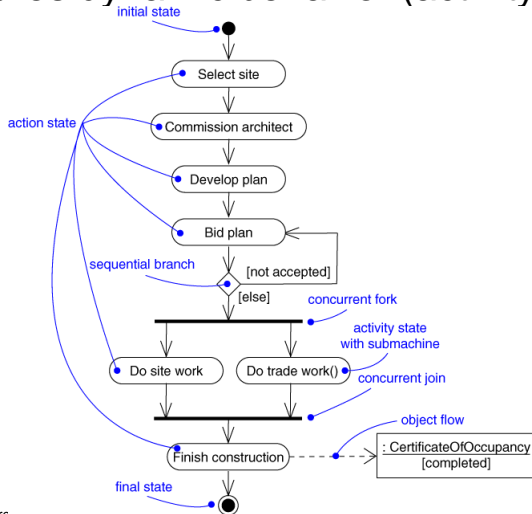 initial state
Select site
action state
Commission architect
Develop plan
Bid plan
sequential branch
[not accepted]
[else]
concurrent fork
activity state
with submachine
Do site work
Do trade work()
concurrent join
object flow
: CertificateOfOccupancy
[completed]
Finish construction
final state